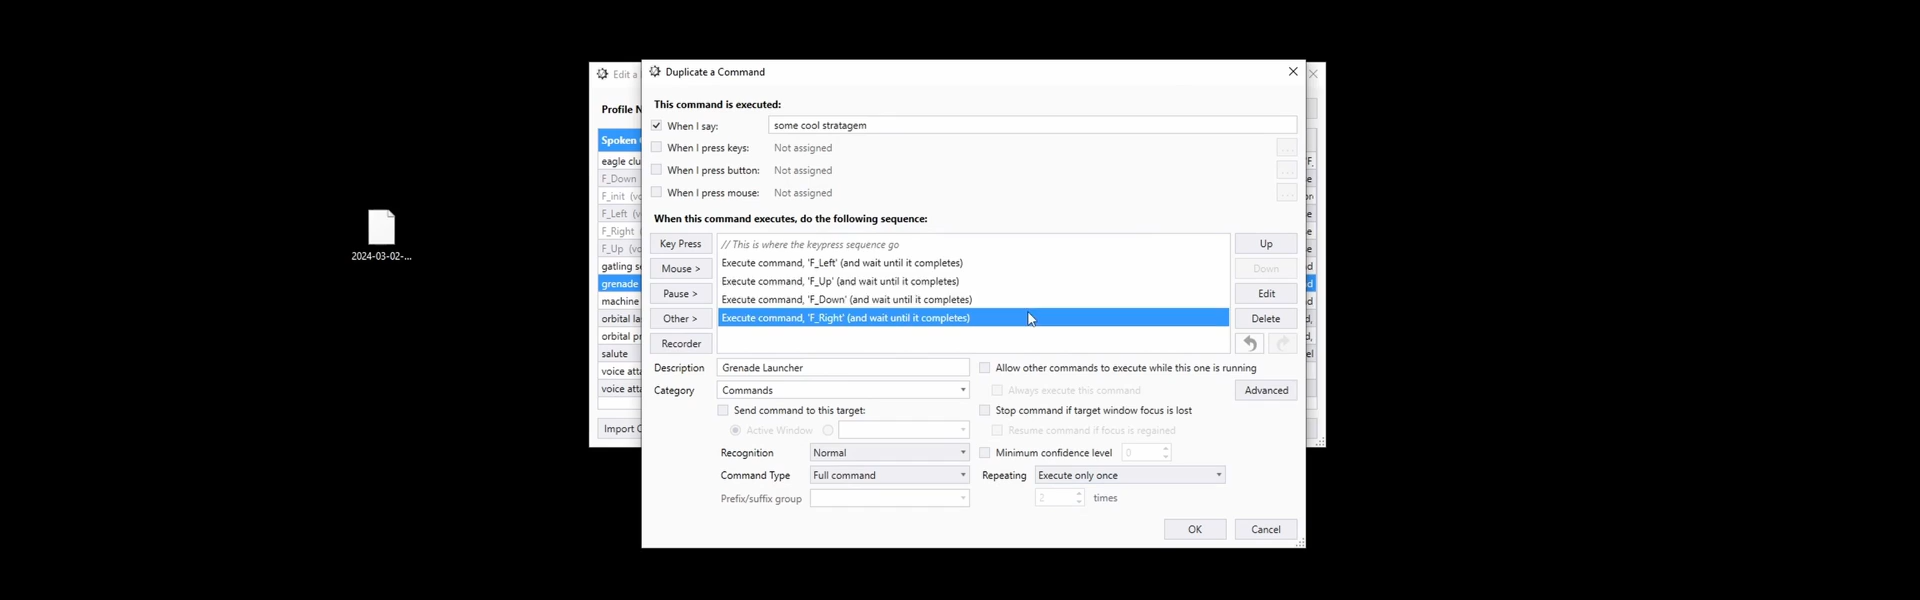 Edit a
Duplicate a Command
This command is executed:
When I say: some cool stratagem
When I press keys: Not assigned ...
When I press button: Not assigned ...
When I press mouse: Not assigned ...
When this command executes, do the following sequence:
Key Press
Mouse >
Pause >
Other >
Recorder
// This is where the keypress sequence go
Execute command, 'F_Left' (and wait until it completes)
Execute command, 'F_Up' (and wait until it completes)
Execute command, 'F_Down' (and wait until it completes)
Execute command, 'F_Right' (and wait until it completes)
Up
Down
Edit
Delete
Description Grenade Launcher
Category Commands
Send command to this target:
Active Window
Recognition Normal
Command Type Full command
Prefix/suffix group
Allow other commands to execute while this one is running
Always execute this command
Advanced
Stop command if target window focus is lost
Resume command if focus is regained
Minimum confidence level 0
Repeating Execute only once
2 times
OK Cancel
Profile N
Spoken
eagle clu
F_Down
F_init (vo
F_Left (v
F_Right (
F_Up (vo
gatling se
grenade
machine
orbital la
orbital pr
salute
voice atta
voice atta
Import C
2024-03-02-...